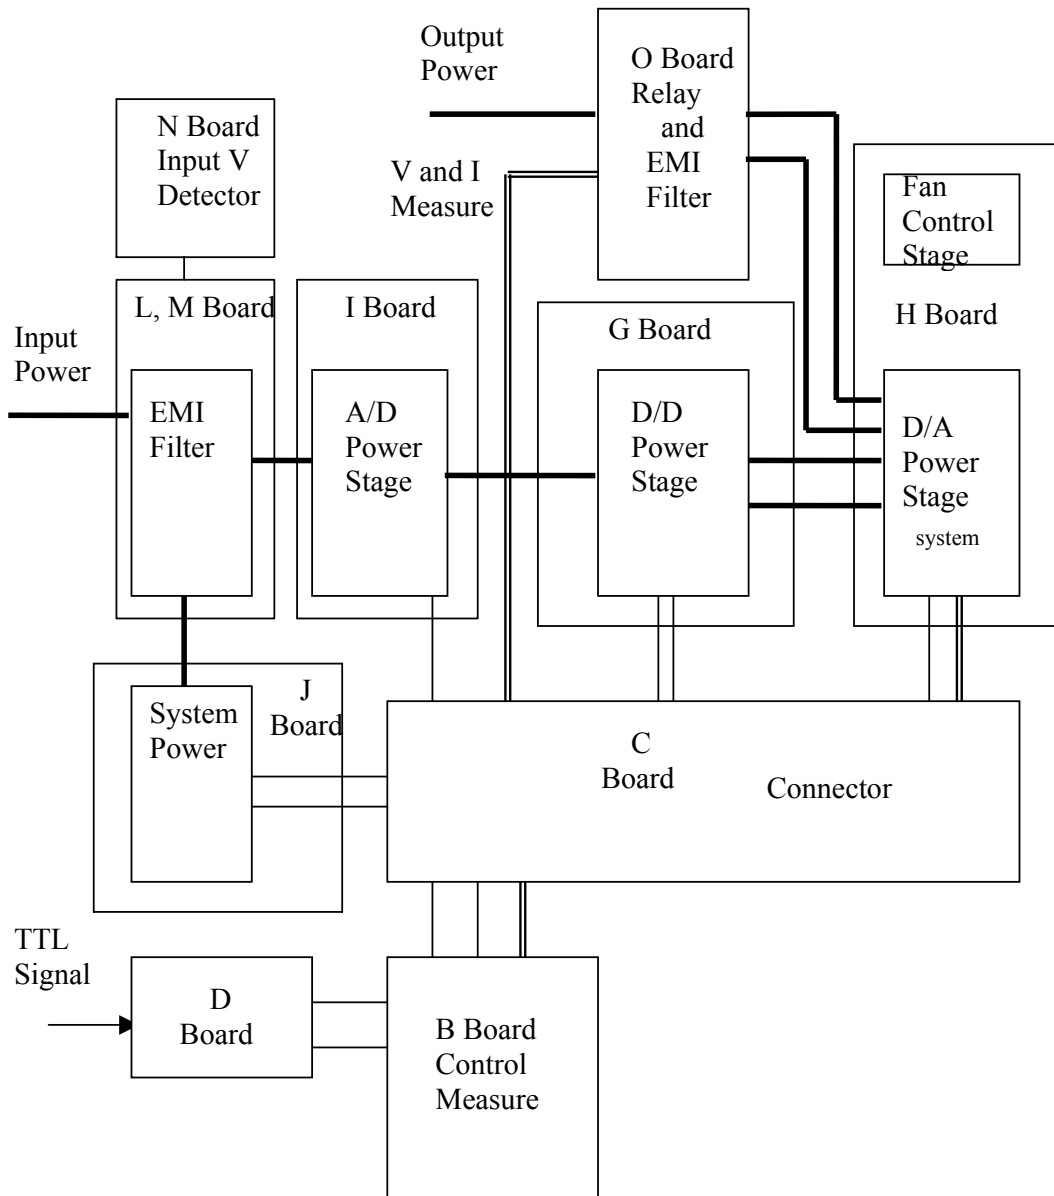 Output
Power
O Board
Relay
and
EMI
Filter
N Board
Input V
Detector
V and I
Measure
Fan
Control
Stage
L, M Board
I Board
G Board
H Board
Input
Power
EMI
Filter
A/D
Power
Stage
D/D
Power
Stage
D/A
Power
Stage
system
J
Board
System
Power
C
Board
Connector
TTL
Signal
D
Board
B Board
Control
Measure